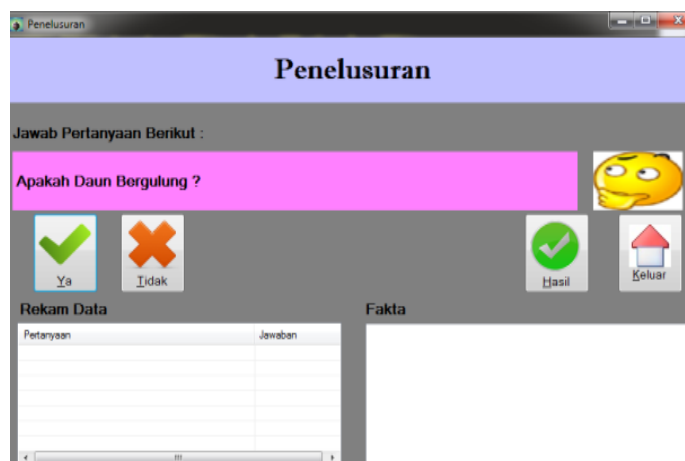 Penelusuran
Penelusuran
Jawab Pertanyaan Berikut :
Apakah Daun Bergulung ?
Ya
Tidak
Hasil
Keluar
Rekam Data
Fakta
Pertanyaan
Jawaban